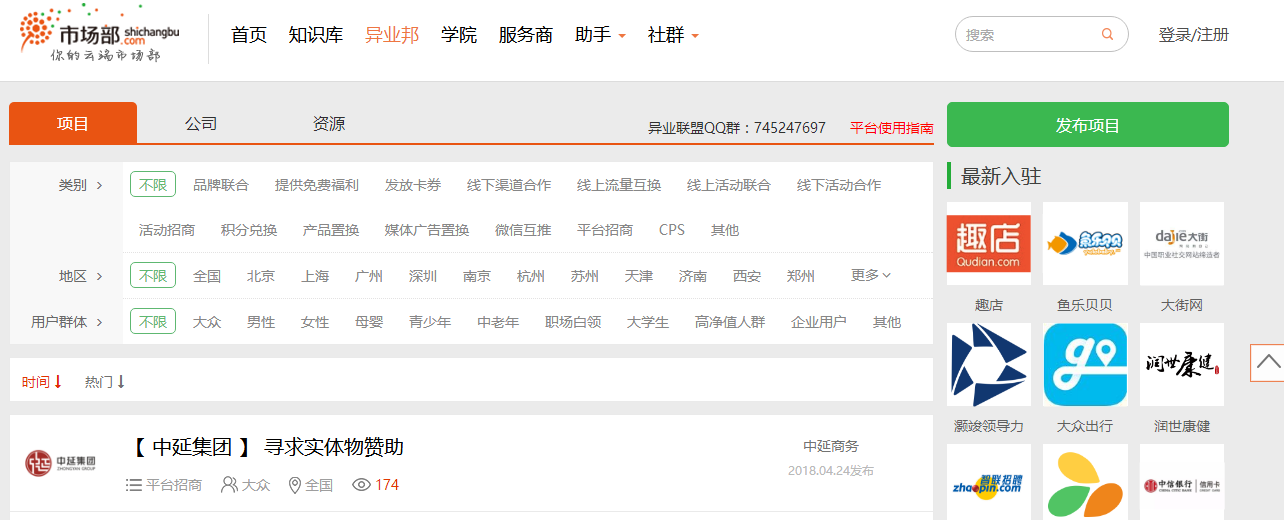 市场部 shichangbu .com
你的云端市场部
首页 知识库 异业邦 学院 服务商 助手 社群
搜索
登录/注册
项目 公司 资源
异业联盟QQ群：745247697 平台使用指南
发布项目
类别 不限 品牌联合 提供免费福利 发放卡券 线下渠道合作 线上流量互换 线上活动联合 线下活动合作
活动招商 积分兑换 产品置换 媒体广告置换 微信互推 平台招商 CPS 其他
地区 不限 全国 北京 上海 广州 深圳 南京 杭州 苏州 天津 济南 西安 郑州 更多
用户群体 不限 大众 男性 女性 母婴 青少年 中老年 职场白领 大学生 高净值人群 企业用户 其他
时间 热门
中延集团
ZHONGYAN GROUP
【 中延集团 】 寻求实体物赞助
平台招商 大众 全国 174
中延商务
2018.04.24发布
最新入驻
趣店
Qudian.com
鱼乐贝贝
dajie大街
中国职业社交网站缔造者
趣店 鱼乐贝贝 大街网
go
润世康健
灏竣领导力 大众出行 润世康健
智联招聘
zhaopin.com
中信银行 信用卡
CHINA CITIC BANK CREDIT CARD